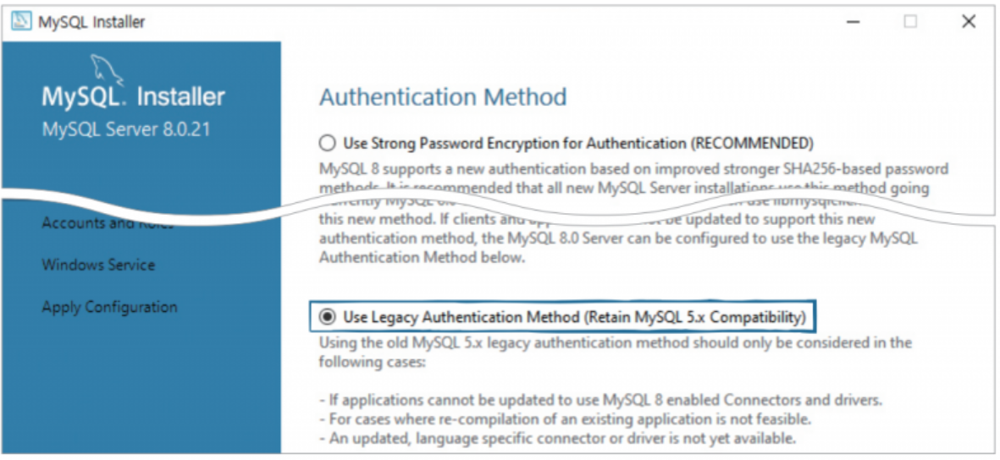 MySQL Installer
MySQL. Installer
MySQL Server 8.0.21
Accounts and Roles
Windows Service
Apply Configuration
Authentication Method
Use Strong Password Encryption for Authentication (RECOMMENDED)
MySQL 8 supports a new authentication based on improved stronger SHA256-based password
methods. It is recommended that all new MySQL Server installations use this method going
this new method. If clients and be updated to support this new
authentication method, the MySQL 8.0 Server can be configured to use the legacy MySQL
Authentication Method below.
Use Legacy Authentication Method (Retain MySQL 5.x Compatibility)
Using the old MySQL 5.x legacy authentication method should only be considered in the
following cases:
- If applications cannot be updated to use MySQL 8 enabled Connectors and drivers.
- For cases where re-compilation of an existing application is not feasible.
- An updated, language specific connector or driver is not yet available.